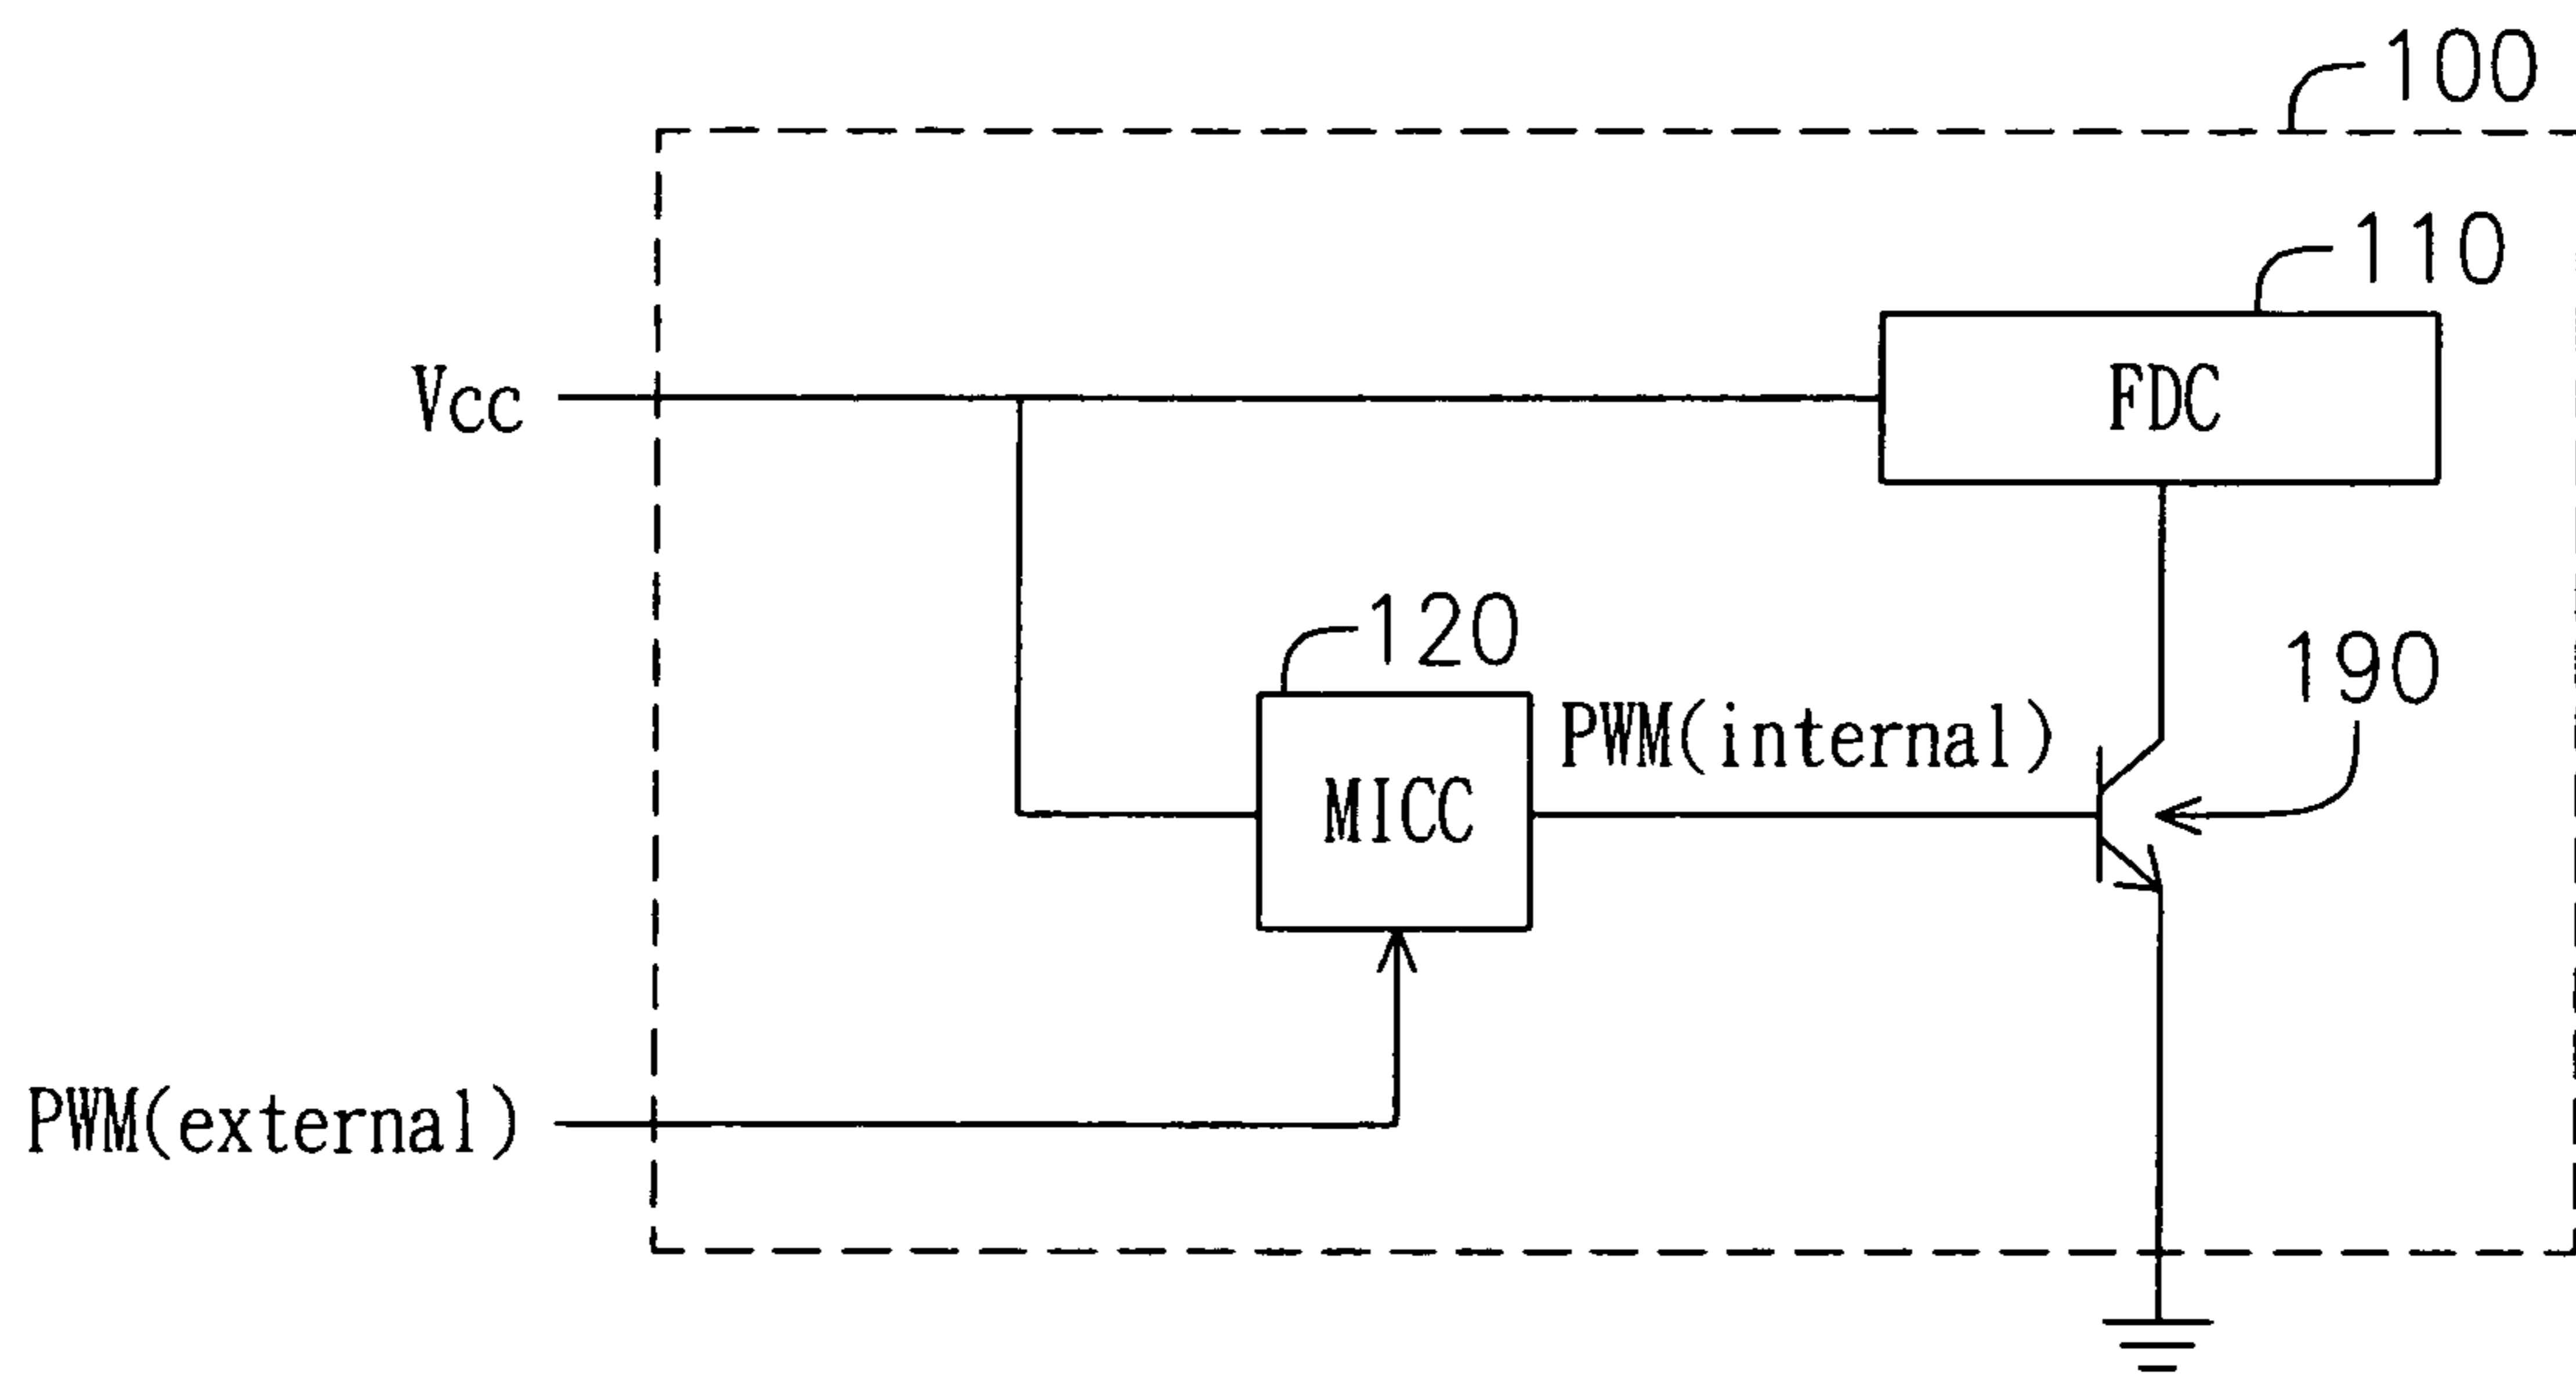 100
110
VCC
FDC
120
190
PWM(internal)
MICC
PWM(external)